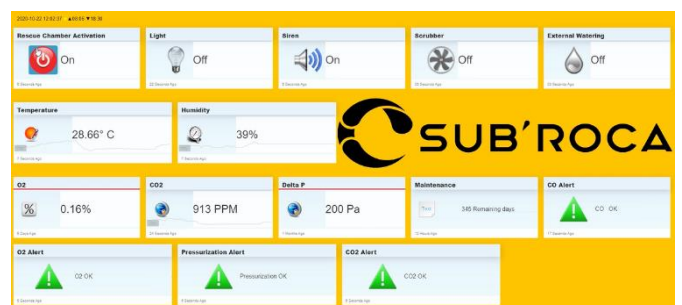 2020-10-22 12:02:37
Rescue Chamber Activation
On
Light
Off
Siren
On
Scrubber
Off
External Watering
Off
Temperature
28.66° C
Humidity
39%
SUB'ROCA
O2
%
0.16%
CO2
913 PPM
Delta P
200 Pa
Maintenance
345 Remaining days
CO Alert
CO OK
O2 Alert
O2 OK
Pressurization Alert
Pressurization OK
CO2 Alert
CO2 OK